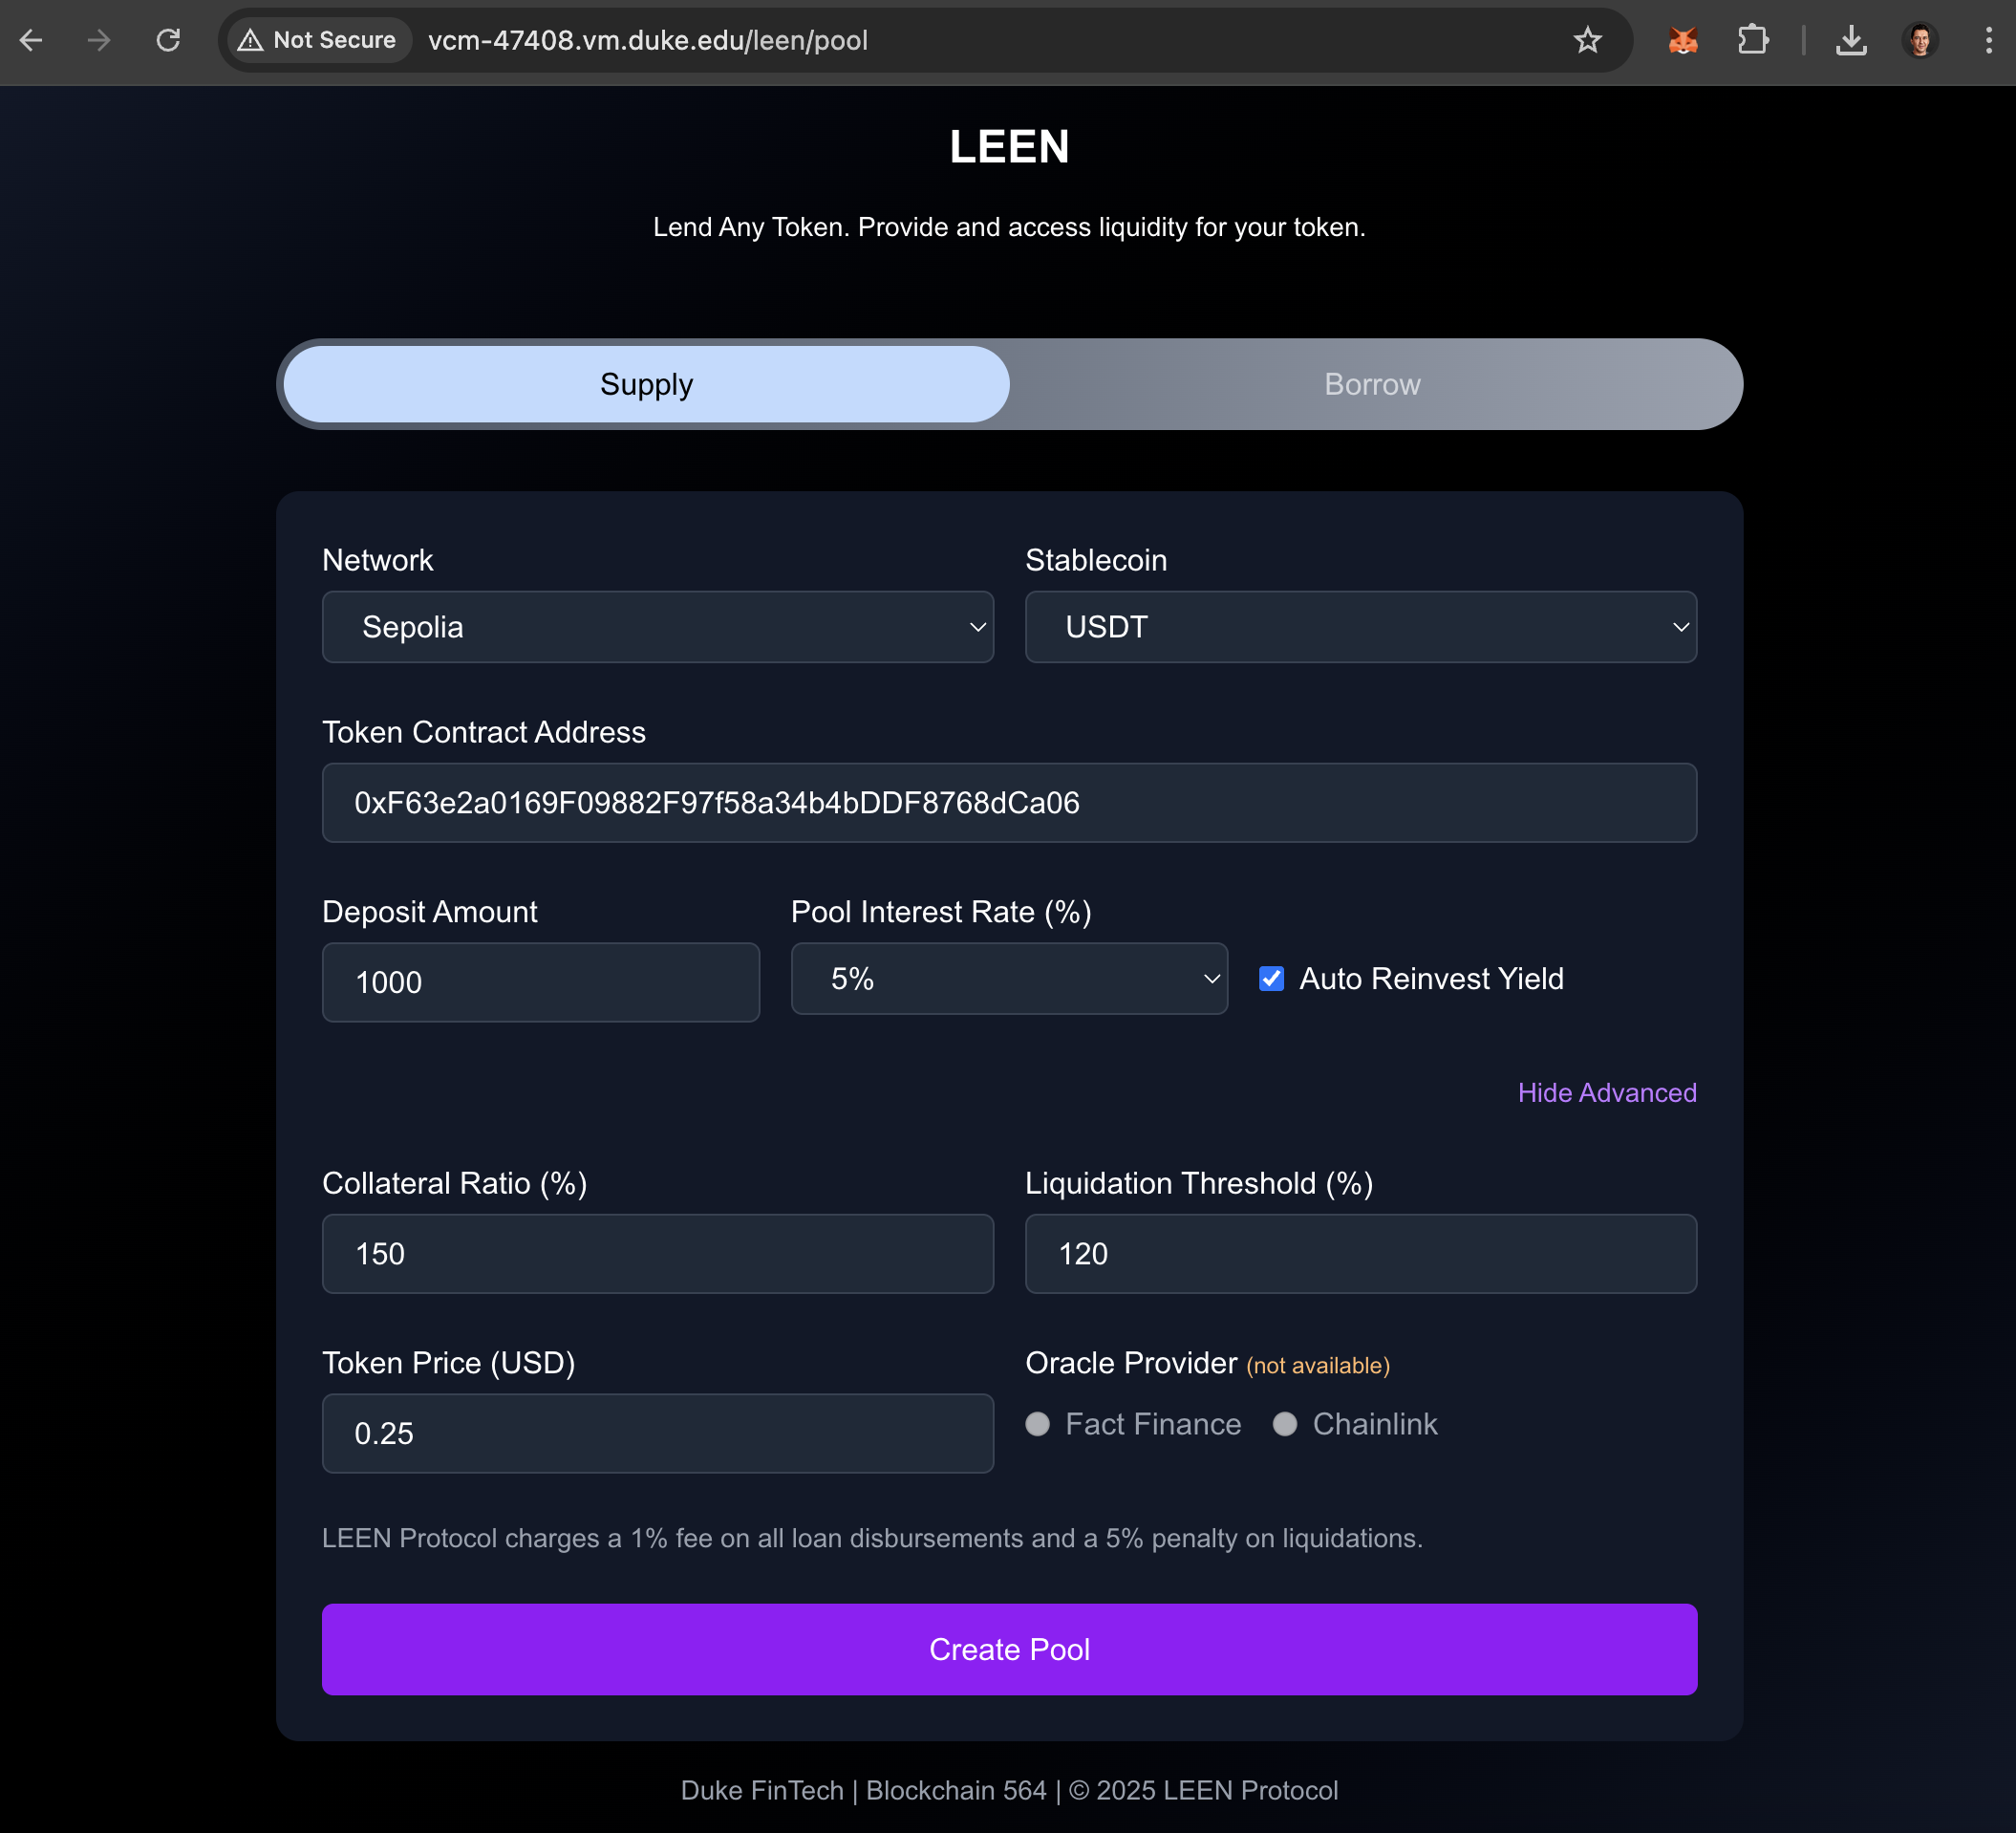 Not Secure vcm-47408.vm.duke.edu/leen/pool
LEEN
Lend Any Token. Provide and access liquidity for your token.
Supply Borrow
Network Stablecoin
Sepolia USDT
Token Contract Address
0xF63e2a0169F09882F97f58a34b4bDDF8768dCa06
Deposit Amount Pool Interest Rate (%)
1000 5% Auto Reinvest Yield
Hide Advanced
Collateral Ratio (%) Liquidation Threshold (%)
150 120
Token Price (USD) Oracle Provider (not available)
0.25 Fact Finance Chainlink
LEEN Protocol charges a 1% fee on all loan disbursements and a 5% penalty on liquidations.
Create Pool
Duke FinTech | Blockchain 564 | © 2025 LEEN Protocol